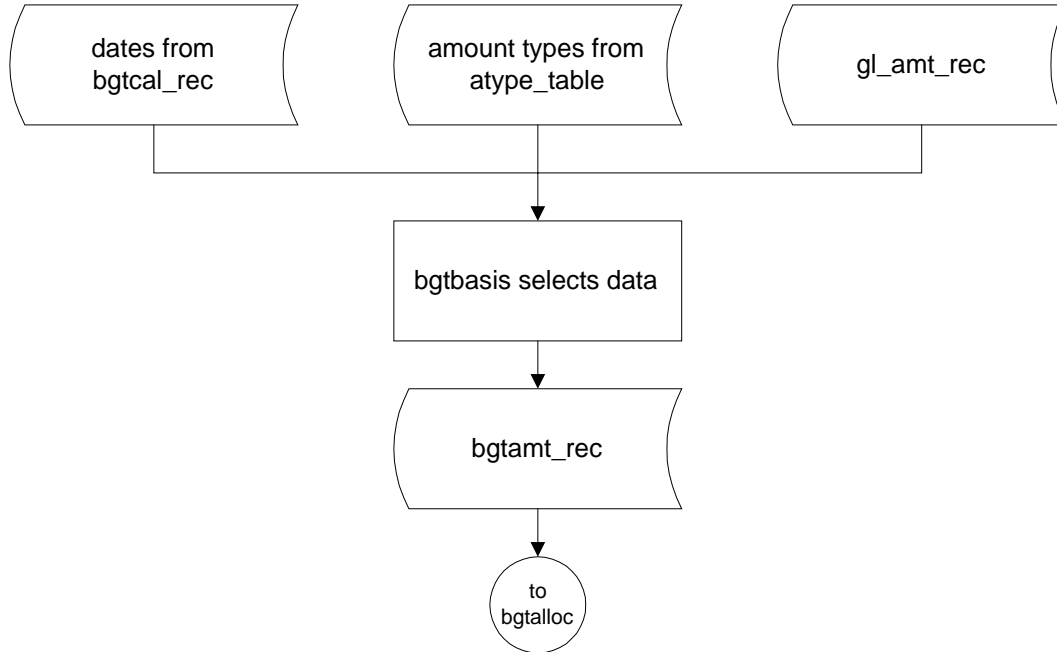 dates from
bgtcal_rec
amount types from
atype_table
gl_amt_rec
bgtbasis selects data
bgtamt_rec
to
bgtalloc